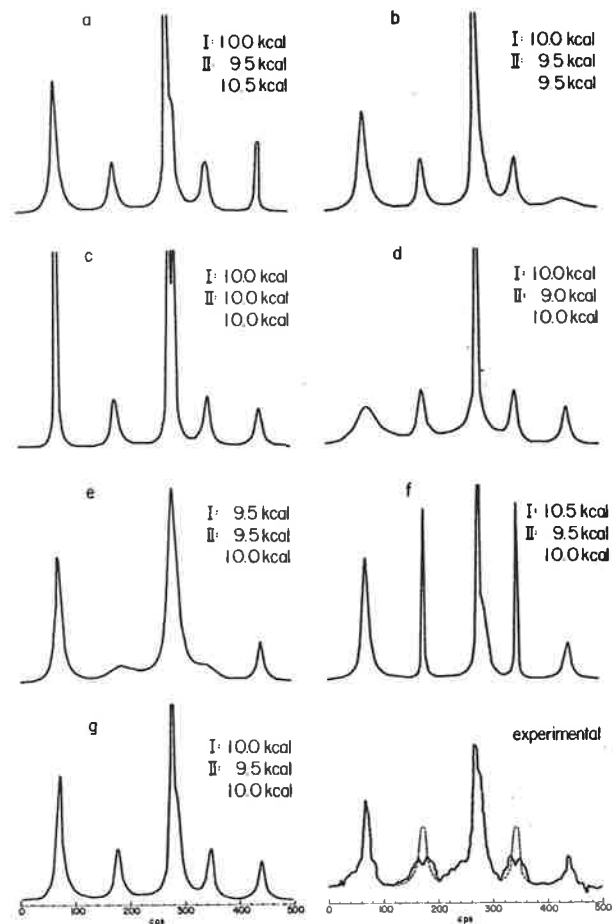 a
I: 10.0 kcal
II: 9.5 kcal
10.5 kcal
b
I: 10.0 kcal
II: 9.5 kcal
9.5 kcal
c
I: 10.0 kcal
II: 10.0 kcal
10.0 kcal
d
I: 10.0 kcal
II: 9.0 kcal
10.0 kcal
e
I: 9.5 kcal
II: 9.5 kcal
10.0 kcal
f
I: 10.5 kcal
II: 9.5 kcal
10.0 kcal
g
I: 10.0 kcal
II: 9.5 kcal
10.0 kcal
experimental
0 100 200 300 400 500
cps
0 100 200 300 400 500
cps